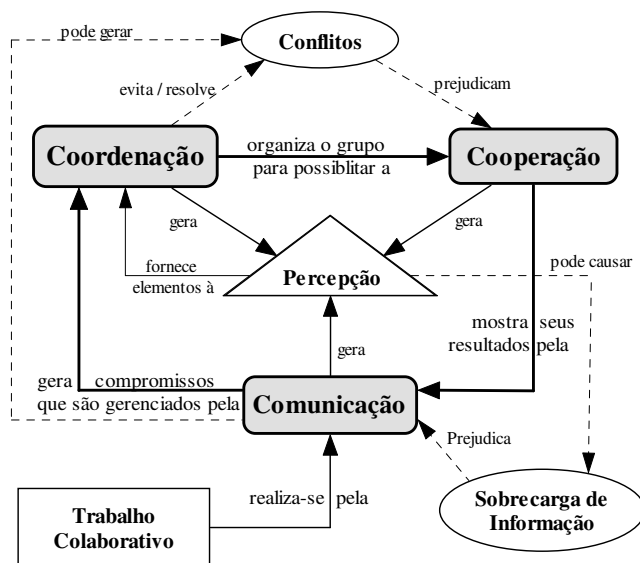 pode gerar
Conflitos
evita / resolve
prejudicam
Coordenação
organiza o grupo
para possiblitar a
Cooperação
gera
gera
fornece
elementos à
Percepção
pode causar
mostra seus
resultados pela
gera
gera compromissos
que são gerenciados pela
Comunicação
Prejudica
realiza-se pela
Trabalho
Colaborativo
Sobrecarga de
Informação